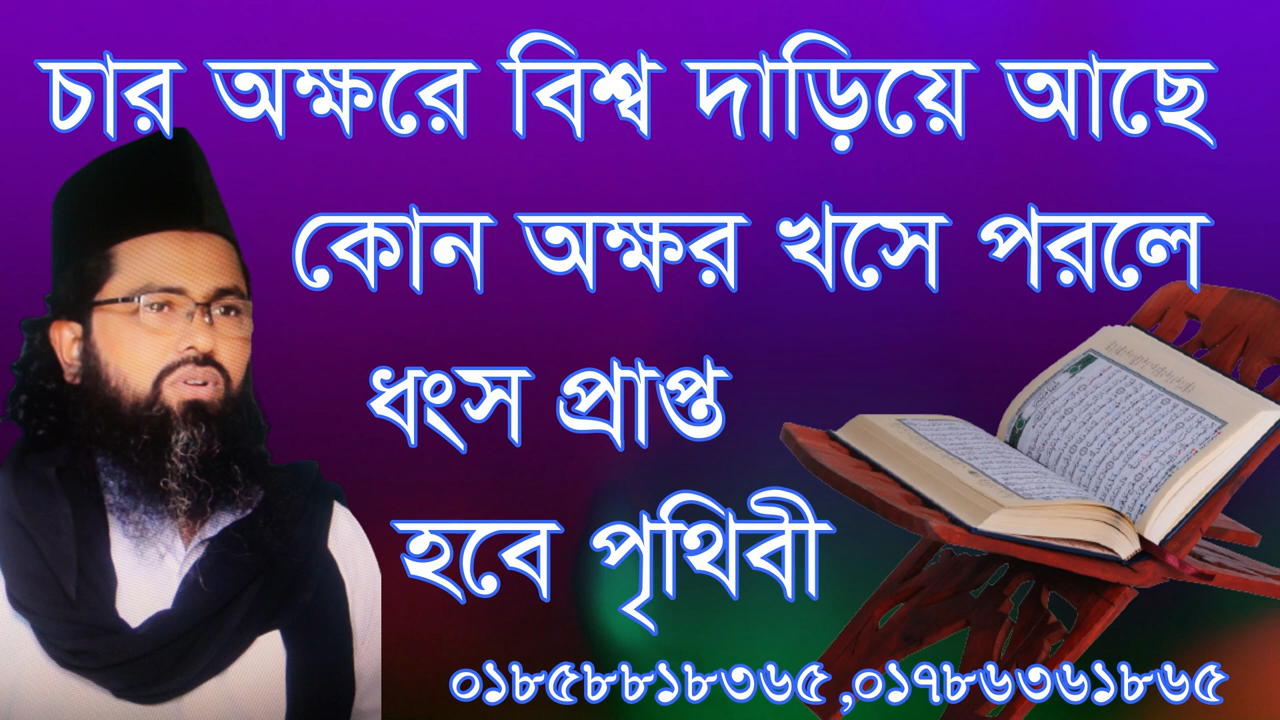 চার অক্ষরে বিশ্ব দাড়িয়ে আছে
কোন অক্ষর খসে পরলে
ধংস প্রাপ্ত
হবে পৃথিবী
০১৮৫৮৮১৮৩৬৫ ,০১৭৮৬৩৬১৮৬৫